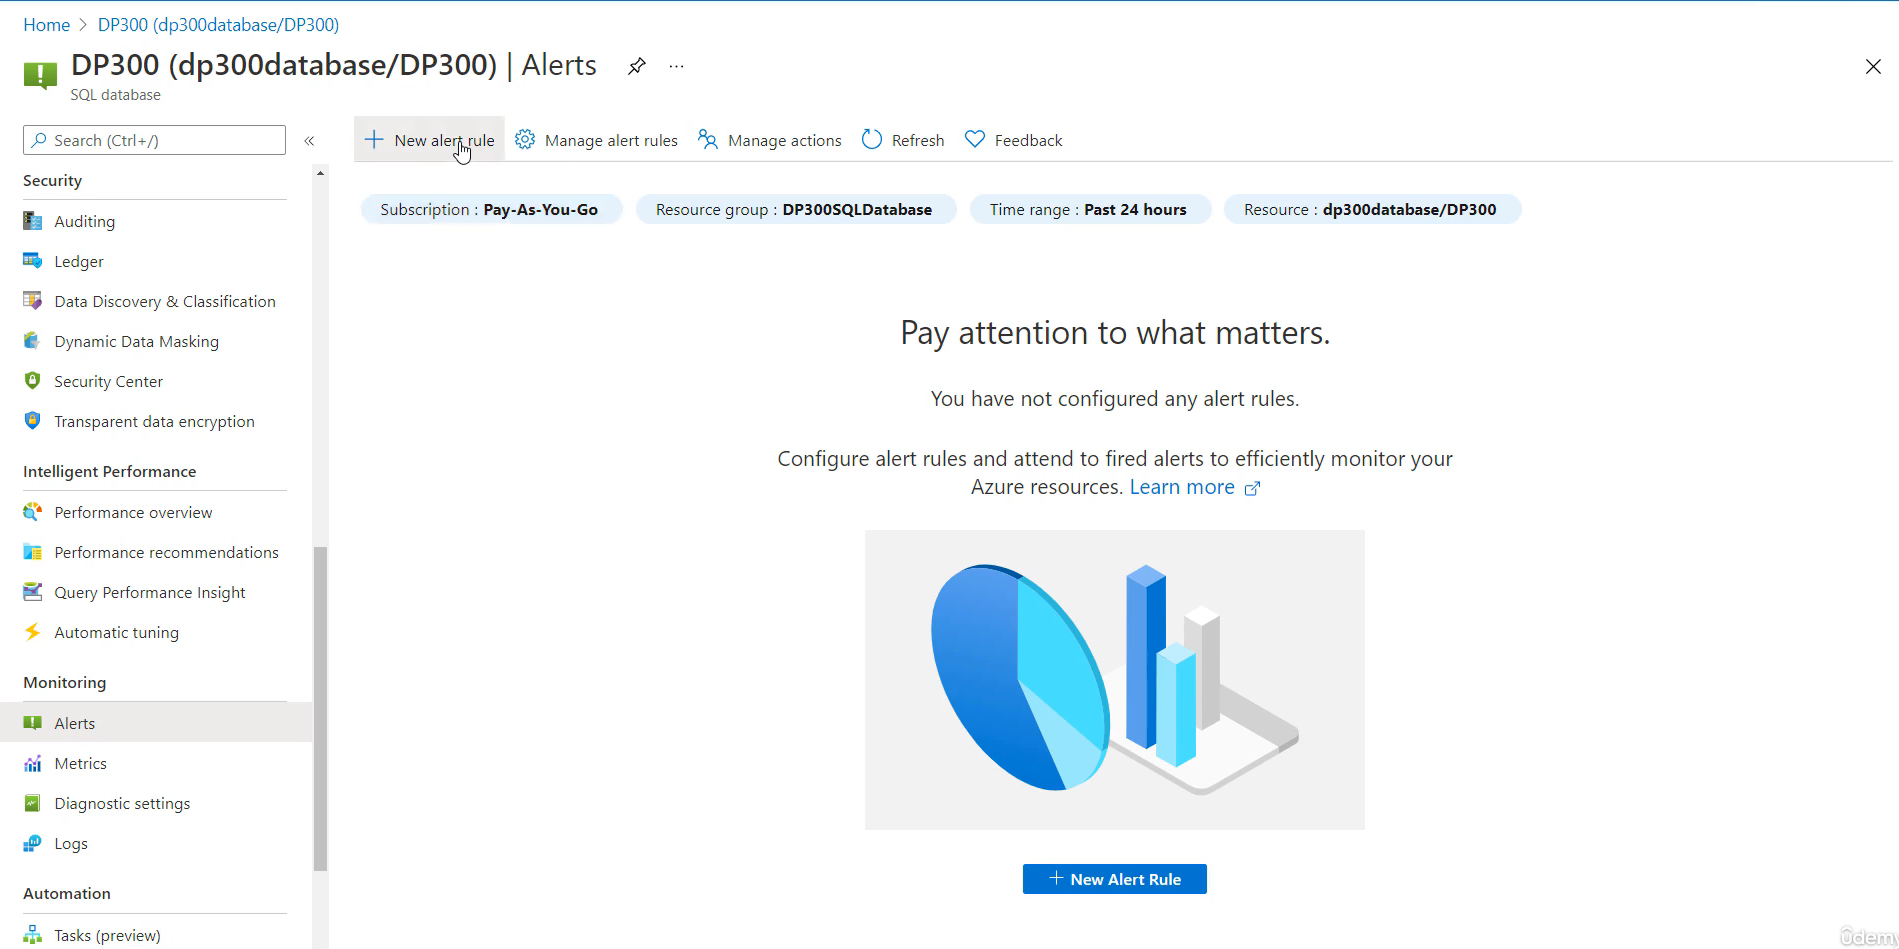 Home > DP300 (dp300database/DP300)
DP300 (dp300database/DP300) | Alerts ...
SQL database
Search (Ctrl+/) «
New alert rule Manage alert rules Manage actions Refresh Feedback
Subscription : Pay-As-You-Go Resource group : DP300SQLDatabase Time range : Past 24 hours Resource : dp300database/DP300
Security
Auditing
Ledger
Data Discovery & Classification
Dynamic Data Masking
Security Center
Transparent data encryption
Intelligent Performance
Performance overview
Performance recommendations
Query Performance Insight
Automatic tuning
Monitoring
Alerts
Metrics
Diagnostic settings
Logs
Automation
Tasks (preview)
Pay attention to what matters.
You have not configured any alert rules.
Configure alert rules and attend to fired alerts to efficiently monitor your
Azure resources. Learn more
New Alert Rule
udemy